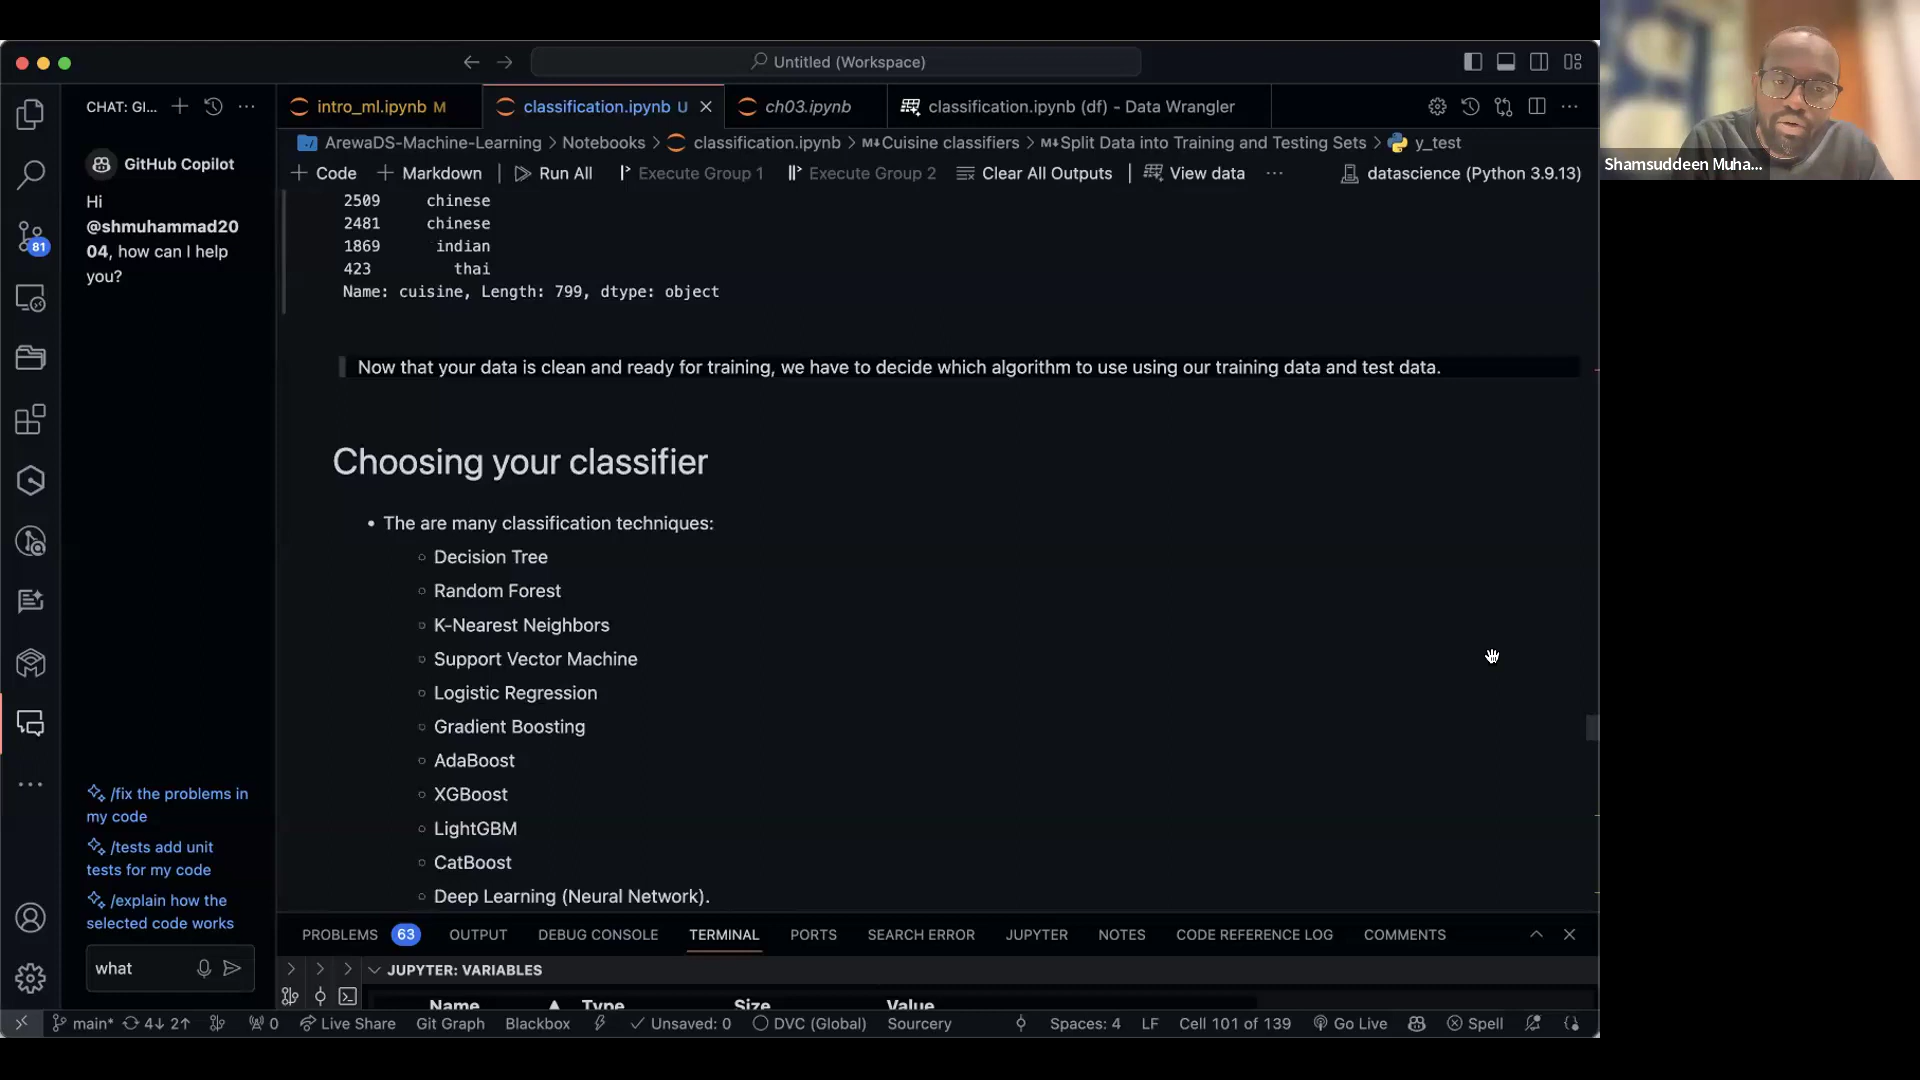 Untitled (Workspace)
CHAT: GI...
intro_ml.ipynb M
classification.ipynb U
ch03.ipynb
classification.ipynb (df) - Data Wrangler
ArewaDS-Machine-Learning > Notebooks > classification.ipynb > M↓Cuisine classifiers > M↓Split Data into Training and Testing Sets > y_test
Code
Markdown
Run All
Execute Group 1
Execute Group 2
Clear All Outputs
View data
datascience (Python 3.9.13)
Shamsuddeen Muha...
GitHub Copilot
Hi
@shmuhammad20
04, how can I help
you?
2509 chinese
2481 chinese
1869 indian
423 thai
Name: cuisine, Length: 799, dtype: object
Now that your data is clean and ready for training, we have to decide which algorithm to use using our training data and test data.
Choosing your classifier
• The are many classification techniques:
○ Decision Tree
○ Random Forest
○ K-Nearest Neighbors
○ Support Vector Machine
○ Logistic Regression
○ Gradient Boosting
○ AdaBoost
○ XGBoost
○ LightGBM
○ CatBoost
○ Deep Learning (Neural Network).
81
/fix the problems in
my code
/tests add unit
tests for my code
/explain how the
selected code works
what
PROBLEMS 63 OUTPUT DEBUG CONSOLE TERMINAL PORTS SEARCH ERROR JUPYTER NOTES CODE REFERENCE LOG COMMENTS
JUPYTER: VARIABLES
Name Type Size Value
main* 4↓ 2↑ 0 Live Share Git Graph Blackbox Unsaved: 0 DVC (Global) Sourcery Spaces: 4 LF Cell 101 of 139 Go Live Spell